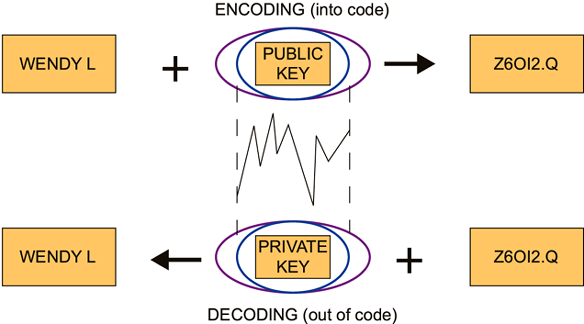 ENCODING (into code)
WENDY L
+
PUBLIC
KEY
Z6OI2.Q
WENDY L
PRIVATE
KEY
+
Z6OI2.Q
DECODING (out of code)